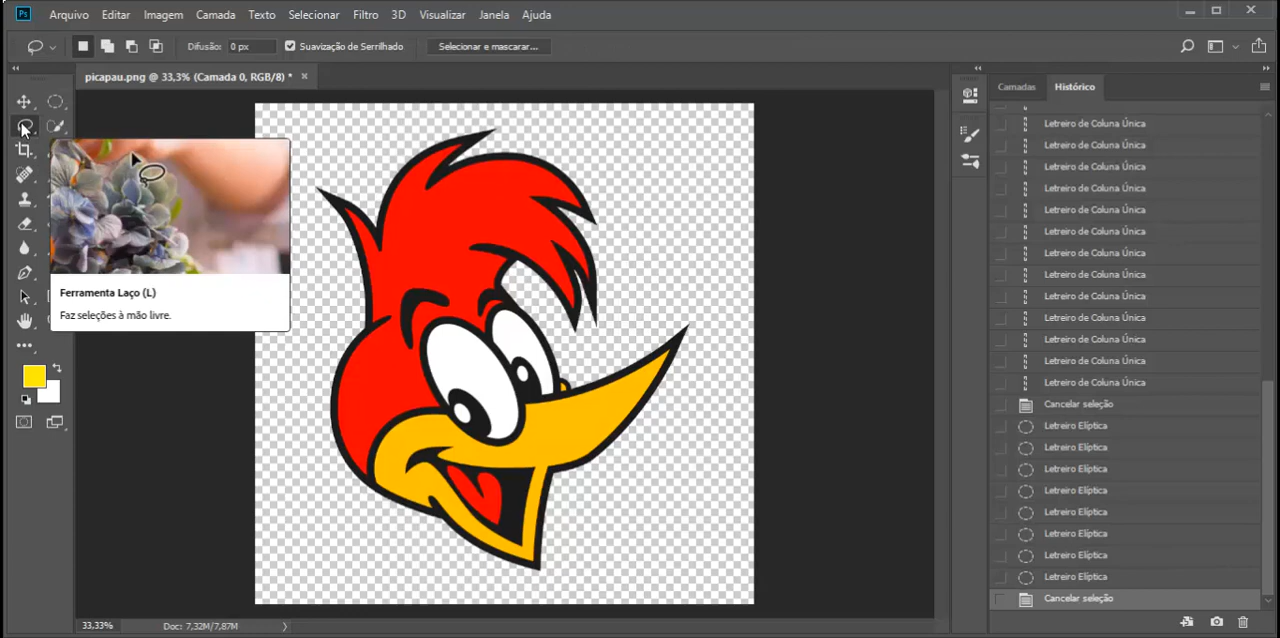 Ps Arquivo Editar Imagem Camada Texto Selecionar Filtro 3D Visualizar Janela Ajuda
Difusão: 0 px Suavização de Serrilhado Selecionar e mascarar...
picapau.png @ 33,3% (Camada 0, RGB/8) *
Camadas Histórico
Letreiro de Coluna Única
Letreiro de Coluna Única
Letreiro de Coluna Única
Letreiro de Coluna Única
Letreiro de Coluna Única
Letreiro de Coluna Única
Letreiro de Coluna Única
Letreiro de Coluna Única
Letreiro de Coluna Única
Letreiro de Coluna Única
Letreiro de Coluna Única
Letreiro de Coluna Única
Letreiro de Coluna Única
Cancelar seleção
Letreiro Elíptica
Letreiro Elíptica
Letreiro Elíptica
Letreiro Elíptica
Letreiro Elíptica
Letreiro Elíptica
Letreiro Elíptica
Letreiro Elíptica
Cancelar seleção
Ferramenta Laço (L)
Faz seleções à mão livre.
33,33% Doc: 7,32M/7,87M